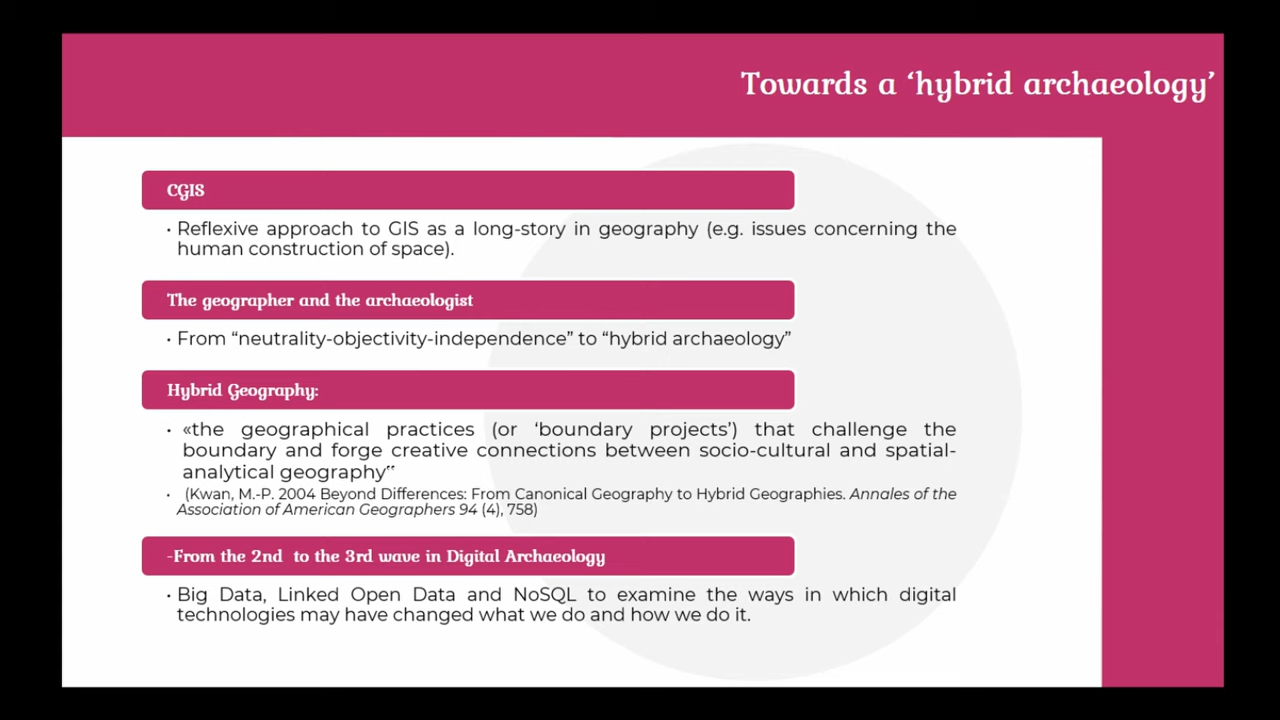 Towards a ‘hybrid archaeology’
CGIS
• Reflexive approach to GIS as a long-story in geography (e.g. issues concerning the
human construction of space).
The geographer and the archaeologist
• From “neutrality-objectivity-independence” to “hybrid archaeology”
Hybrid Geography:
• «the geographical practices (or ‘boundary projects’) that challenge the
boundary and forge creative connections between socio-cultural and spatial-
analytical geography‟
• (Kwan, M.-P. 2004 Beyond Differences: From Canonical Geography to Hybrid Geographies. Annales of the
Association of American Geographers 94 (4), 758)
-From the 2nd  to the 3rd wave in Digital Archaeology
• Big Data, Linked Open Data and NoSQL to examine the ways in which digital
technologies may have changed what we do and how we do it.